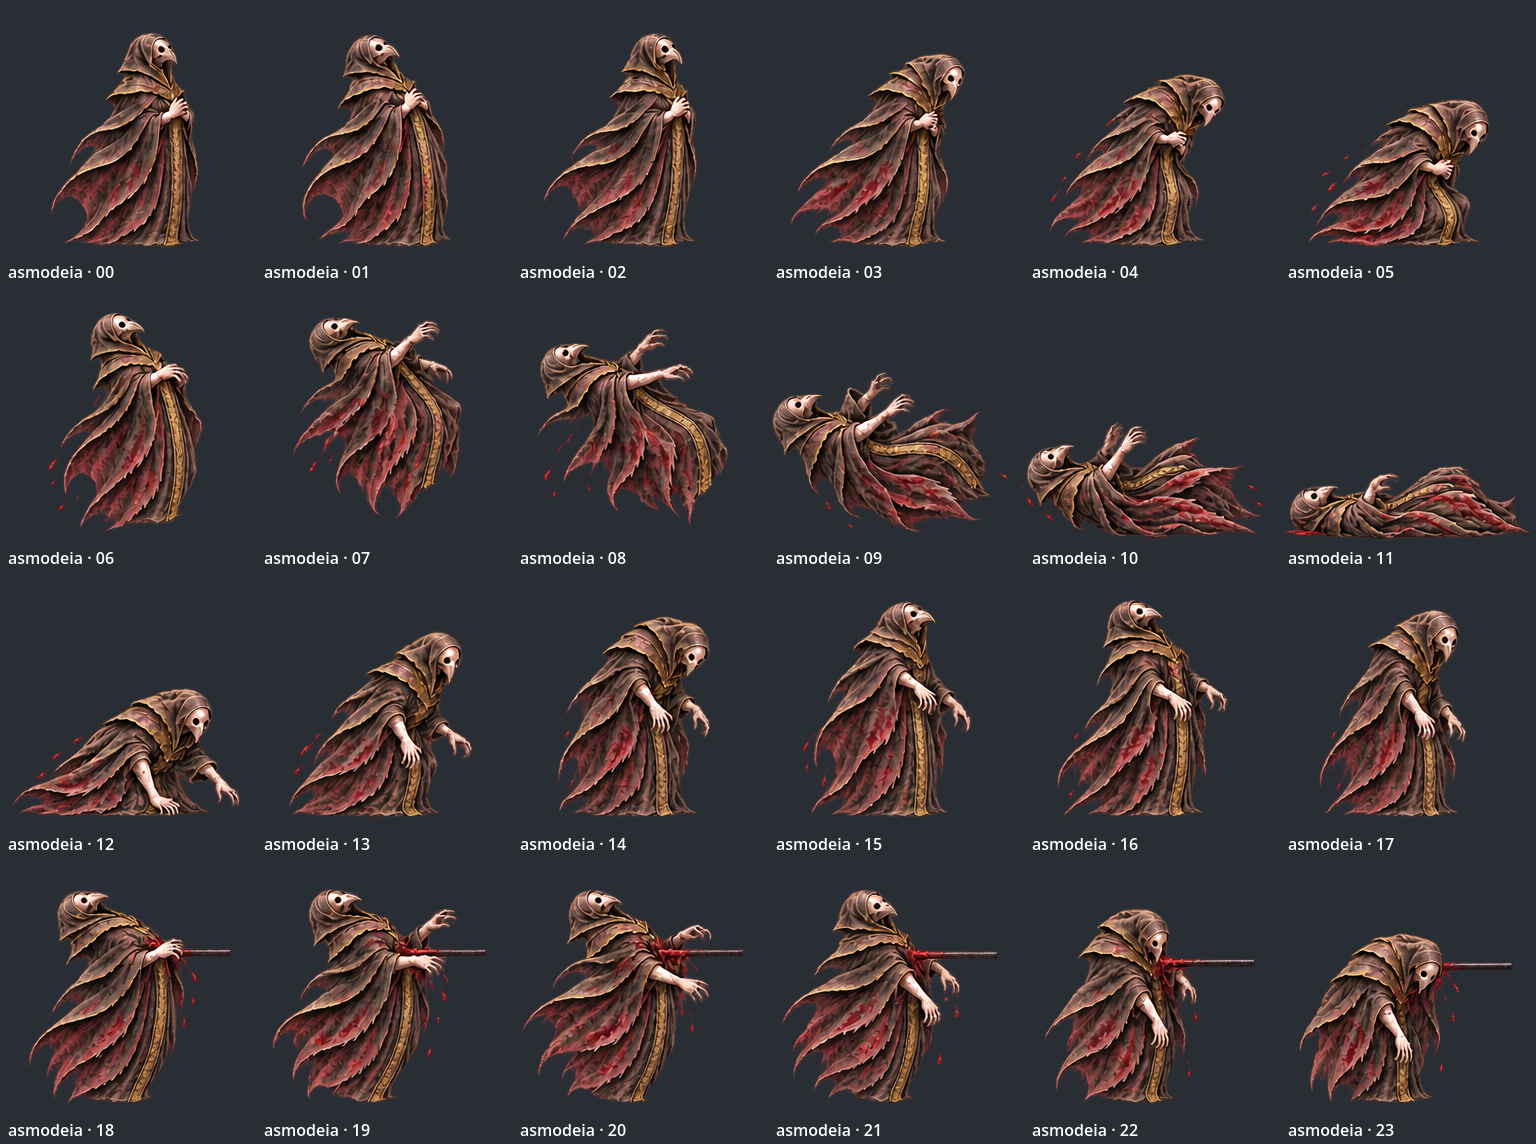 asmodeia · 00
asmodeia · 01
asmodeia · 02
asmodeia · 03
asmodeia · 04
asmodeia · 05
asmodeia · 06
asmodeia · 07
asmodeia · 08
asmodeia · 09
asmodeia · 10
asmodeia · 11
asmodeia · 12
asmodeia · 13
asmodeia · 14
asmodeia · 15
asmodeia · 16
asmodeia · 17
asmodeia · 18
asmodeia · 19
asmodeia · 20
asmodeia · 21
asmodeia · 22
asmodeia · 23